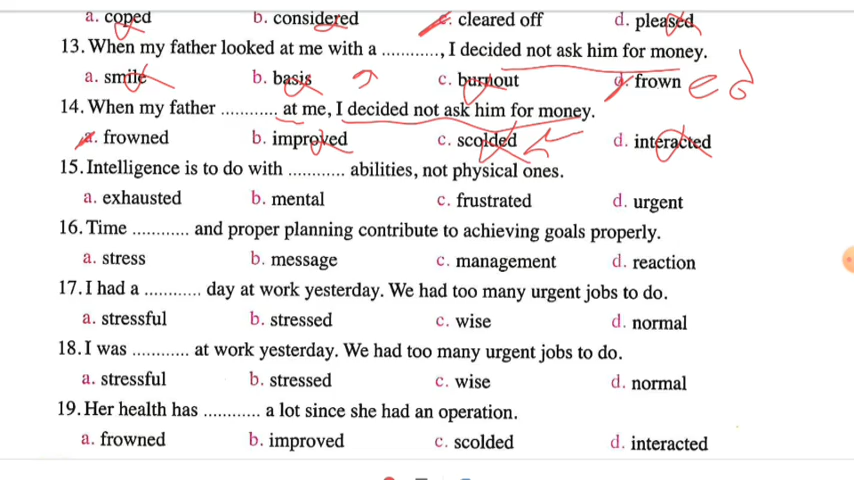 a. coped b. considered c. cleared off d. pleased
13. When my father looked at me with a ............, I decided not ask him for money.
a. smile b. basis c. burnout d. frown ed
14. When my father ............ at me, I decided not ask him for money.
a. frowned b. improved c. scolded d. interacted
15. Intelligence is to do with ............ abilities, not physical ones.
a. exhausted b. mental c. frustrated d. urgent
16. Time ............ and proper planning contribute to achieving goals properly.
a. stress b. message c. management d. reaction
17. I had a ............ day at work yesterday. We had too many urgent jobs to do.
a. stressful b. stressed c. wise d. normal
18. I was ............ at work yesterday. We had too many urgent jobs to do.
a. stressful b. stressed c. wise d. normal
19. Her health has ............ a lot since she had an operation.
a. frowned b. improved c. scolded d. interacted